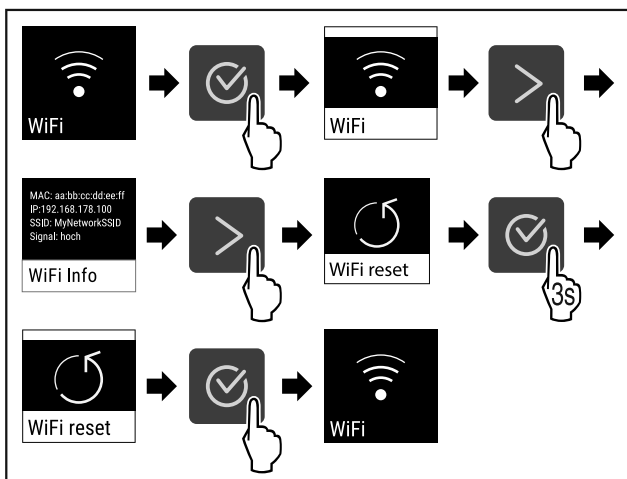 WiFi
WiFi
MAC: aa:bb:cc:dd:ee:ff
IP:192.168.178.100
SSID: MyNetworkSSID
Signal: hoch
WiFi Info
WiFi reset
3s
WiFi reset
WiFi